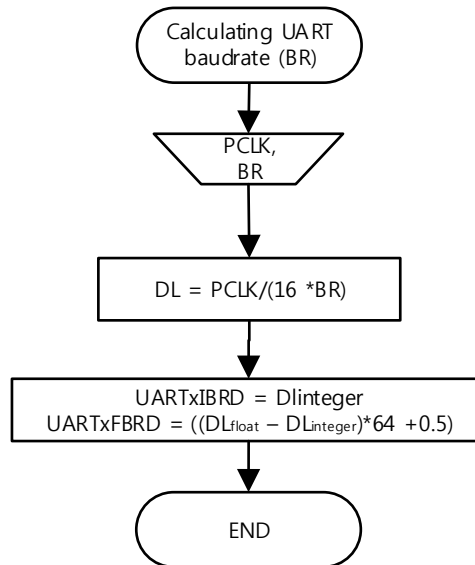 Calculating UART
baudrate (BR)
PCLK,
BR
DL = PCLK/(16 *BR)
UARTxIBRD = Dlinteger
UARTxFBRD = ((DLfloat – DLinteger)*64 +0.5)
END